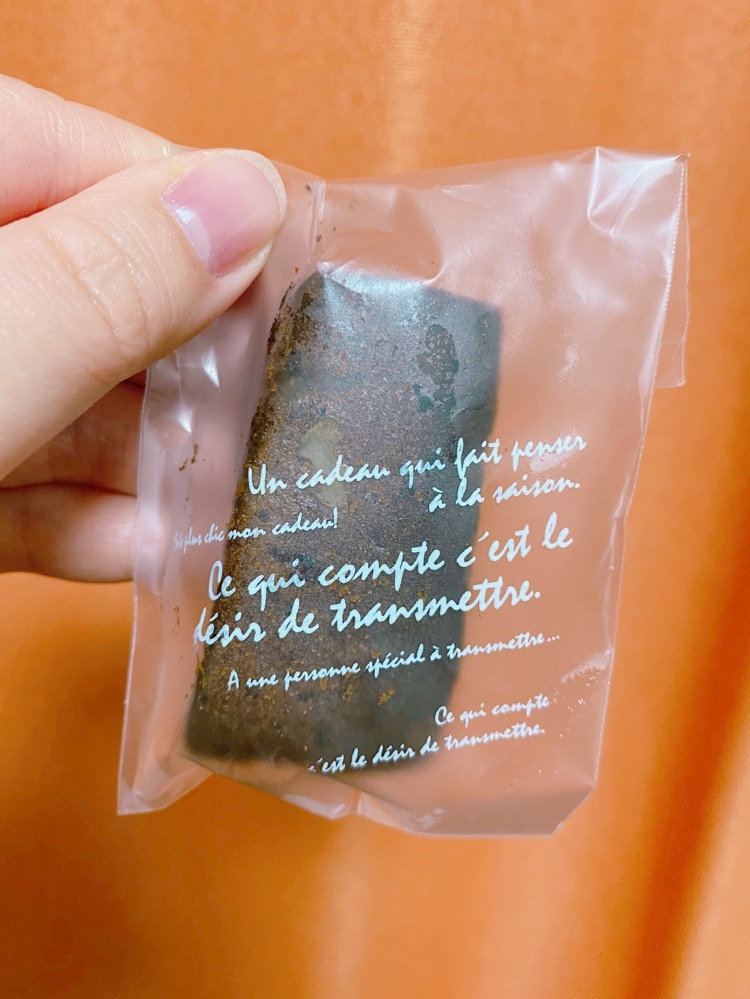 Un cadeau qui fait penser
à la saison.
plus chic mon cadeau!
Ce qui compte c´est le
désir de transmettre.
A une personne spécial à transmettre...
Ce qui compte
c´est le désir de transmettre.